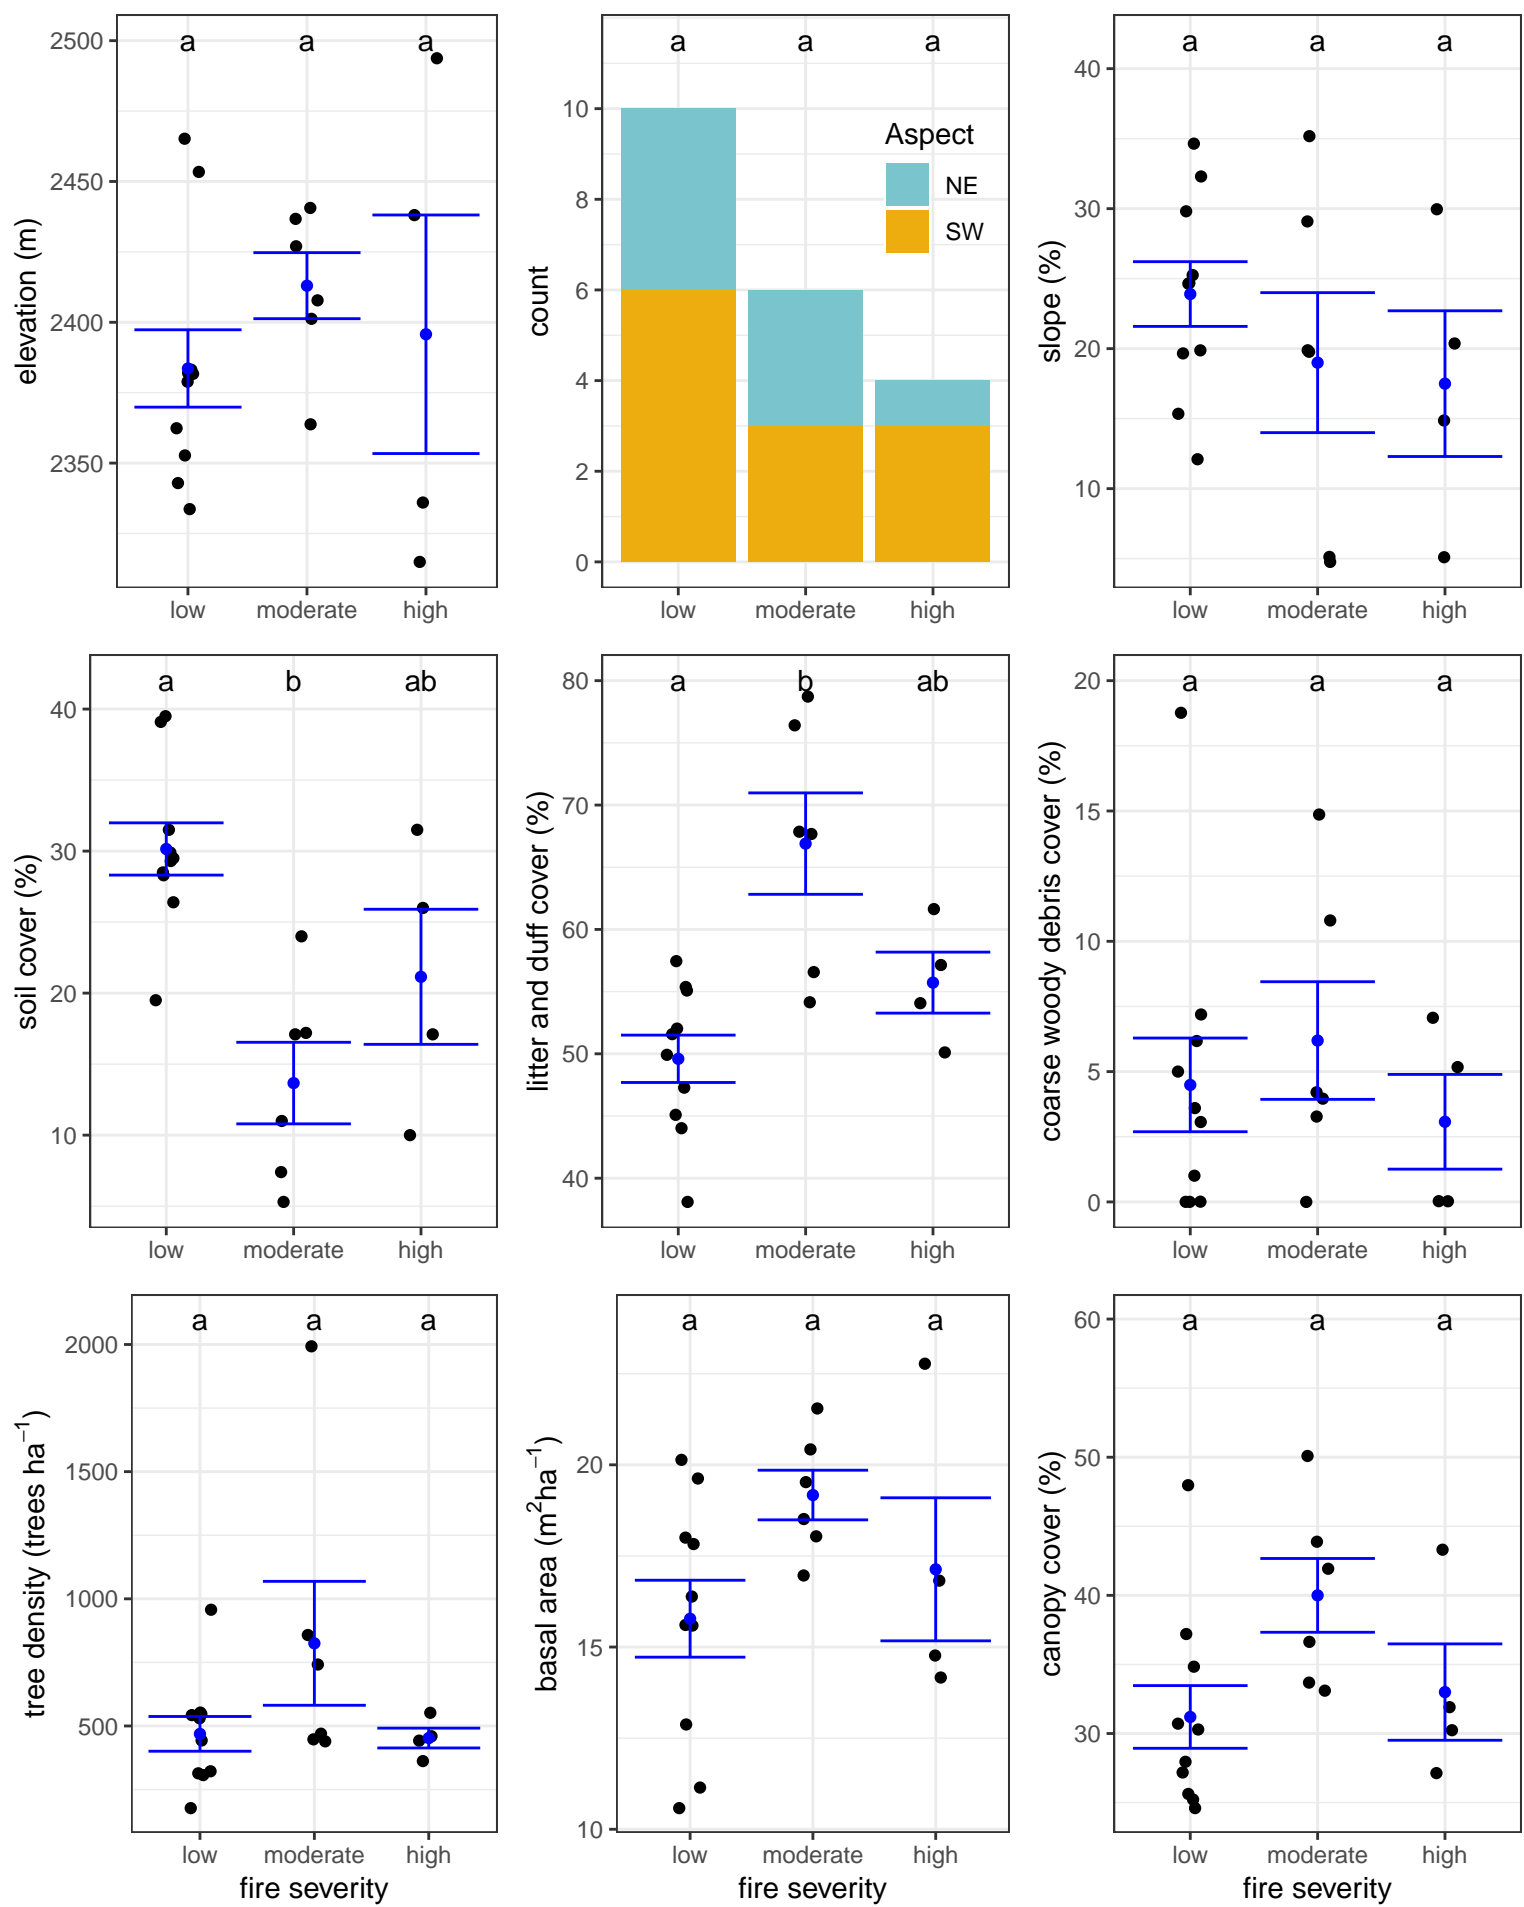 a a a
2500
2450
2400
2350
elevation (m)
low moderate high
a a a
10
8
6
4
2
0
count
Aspect
NE
SW
low moderate high
a a a
40
30
20
10
slope (%)
low moderate high
a b ab
40
30
20
10
soil cover (%)
low moderate high
a b ab
80
70
60
50
40
litter and duff cover (%)
low moderate high
a a a
20
15
10
5
0
coarse woody debris cover (%)
low moderate high
a a a
2000
1500
1000
500
tree density (trees ha⁻¹)
low moderate high
fire severity
a a a
20
15
10
basal area (m²ha⁻¹)
low moderate high
fire severity
a a a
60
50
40
30
canopy cover (%)
low moderate high
fire severity